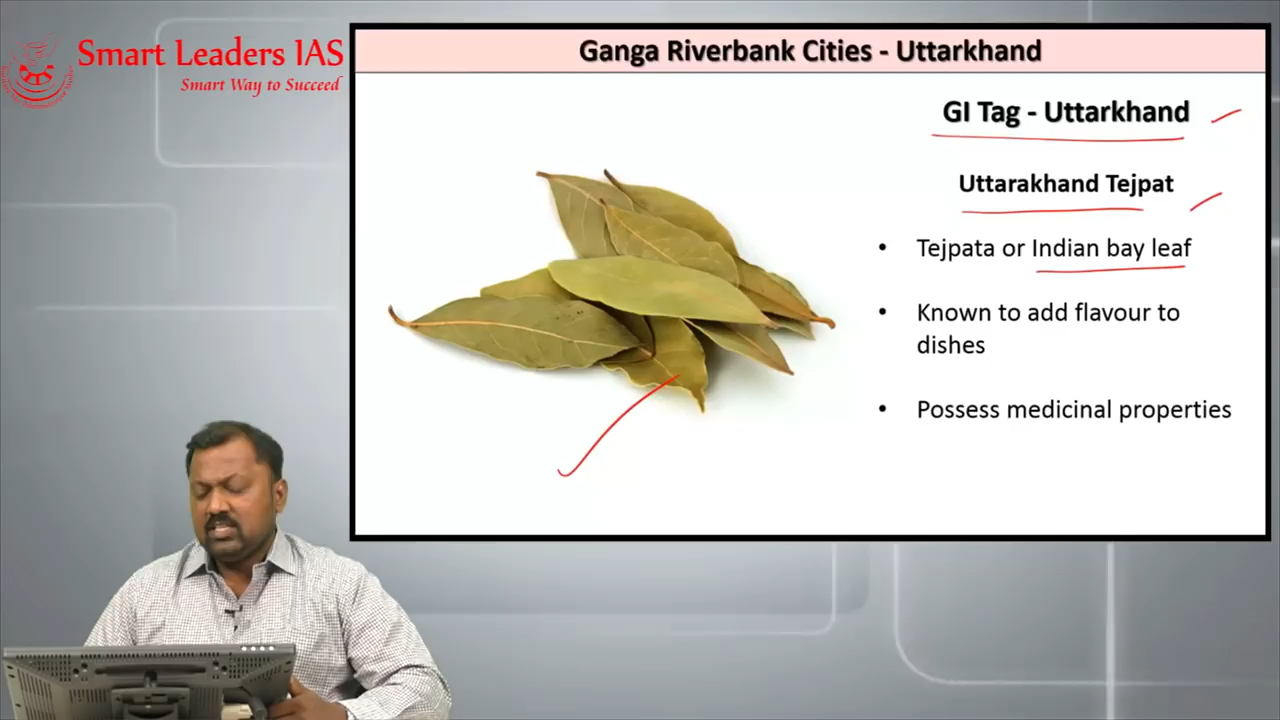 Smart Leaders IAS
Smart Way to Succeed
Ganga Riverbank Cities - Uttarkhand
GI Tag - Uttarkhand
Uttarakhand Tejpat
• Tejpata or Indian bay leaf
• Known to add flavour to
dishes
• Possess medicinal properties